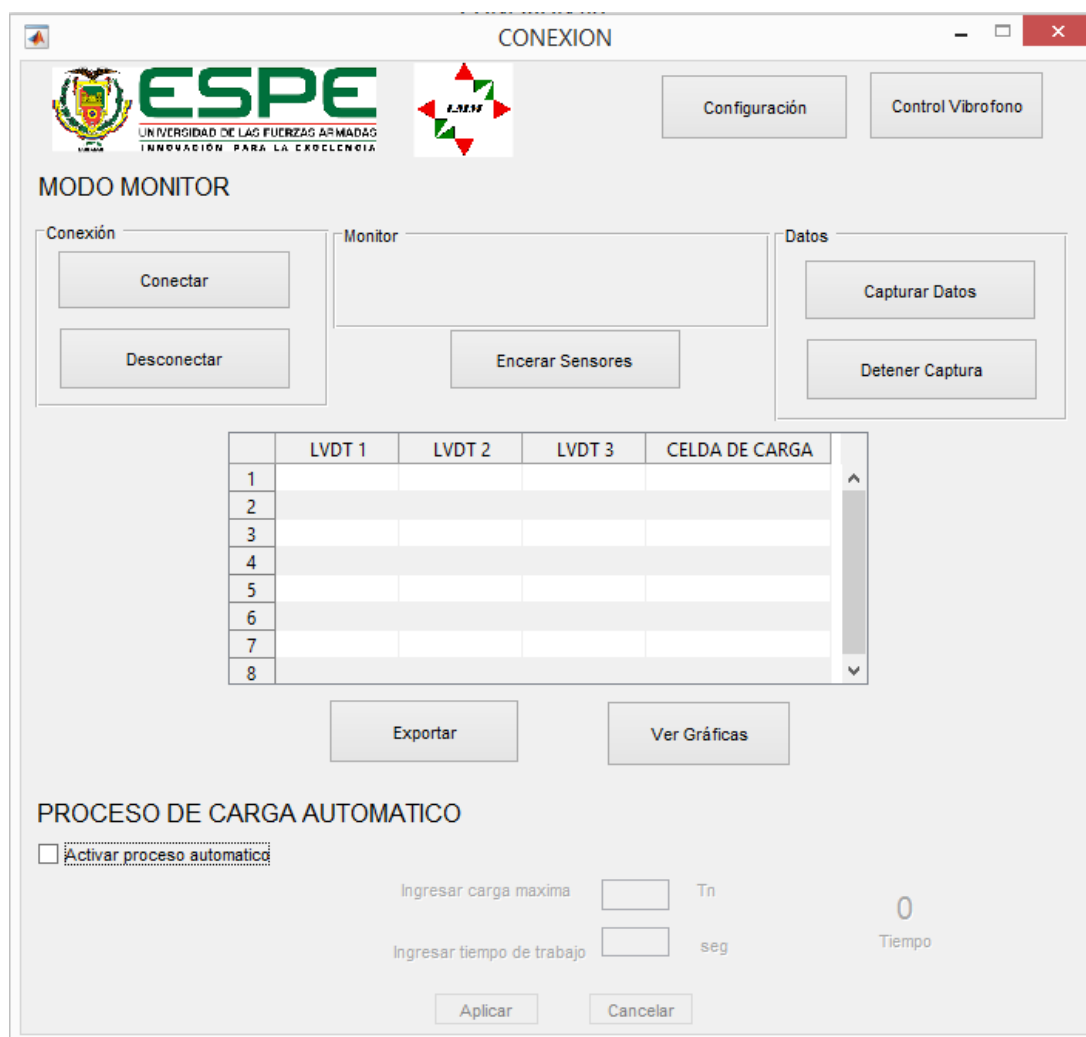 CONEXION
ESPE
UNIVERSIDAD DE LAS FUERZAS ARMADAS
INNOVACIÓN PARA LA EXCELENCIA
Configuración
Control Vibrofono
MODO MONITOR
Conexión
Monitor
Datos
Conectar
Capturar Datos
Desconectar
Encerar Sensores
Detener Captura
LVDT 1 LVDT 2 LVDT 3 CELDA DE CARGA
1
2
3
4
5
6
7
8
Exportar
Ver Gráficas
PROCESO DE CARGA AUTOMATICO
Activar proceso automatico
Ingresar carga maxima Tn
0
Tiempo
Ingresar tiempo de trabajo seg
Aplicar
Cancelar